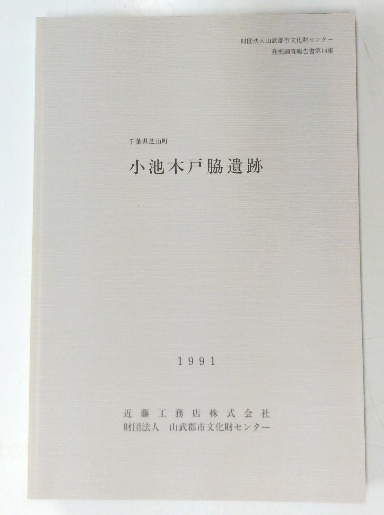 財団法人山武郡市文化財センター
発掘調査報告書第14集
千葉県芝山町
小池木戸脇遺跡
1991
近藤工務店株式会社
財団法人 山武郡市文化財センター